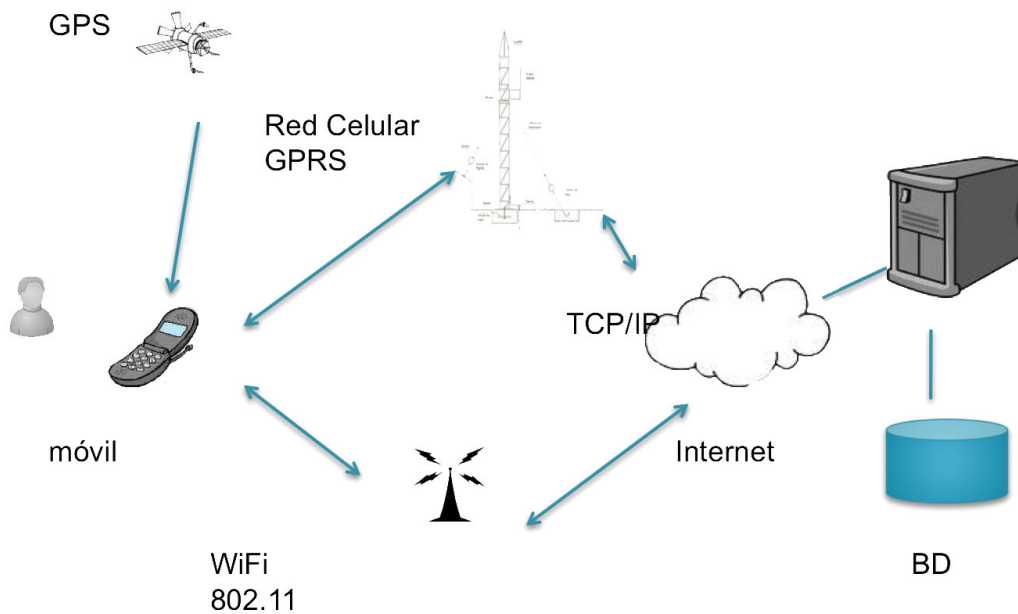 GPS
Red Celular
GPRS
TCP/IP
móvil
Internet
WiFi
802.11
BD